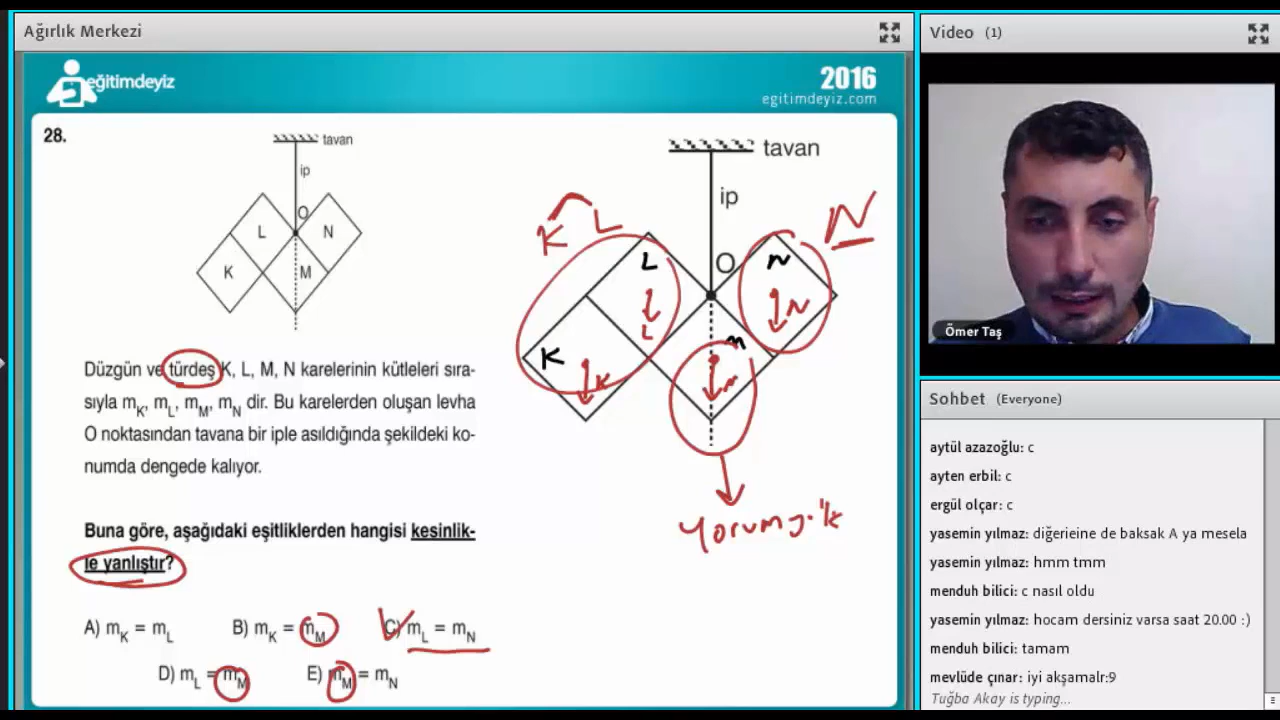 Ağırlık Merkezi
eğitimdeyiz
2016
egitimdeyiz.com
28.
tavan
ip
O
L
N
K
M
Düzgün ve türdeş K, L, M, N karelerinin kütleleri sıra-
sıyla mK, mL, mM, mN dir. Bu karelerden oluşan levha
O noktasından tavana bir iple asıldığında şekildeki ko-
numda dengede kalıyor.
Buna göre, aşağıdaki eşitliklerden hangisi kesinlik-
le yanlıştır?
A) mK = mL B) mK = mM C) mL = mN
D) mL = mM E) mM = mN
tavan
ip
K L
N
O
L
N
L
N
K
K
M
M
Yorum yok
Video (1)
Ömer Taş
Sohbet (Everyone)
aytül azazoğlu: c
ayten erbil: c
ergül olçar: c
yasemin yılmaz: diğerieine de baksak A ya mesela
yasemin yılmaz: hmm tmm
menduh bilici: c nasıl oldu
yasemin yılmaz: hocam dersiniz varsa saat 20.00 :)
menduh bilici: tamam
mevlüde çınar: iyi akşamalr:9
Tuğba Akay is typing...